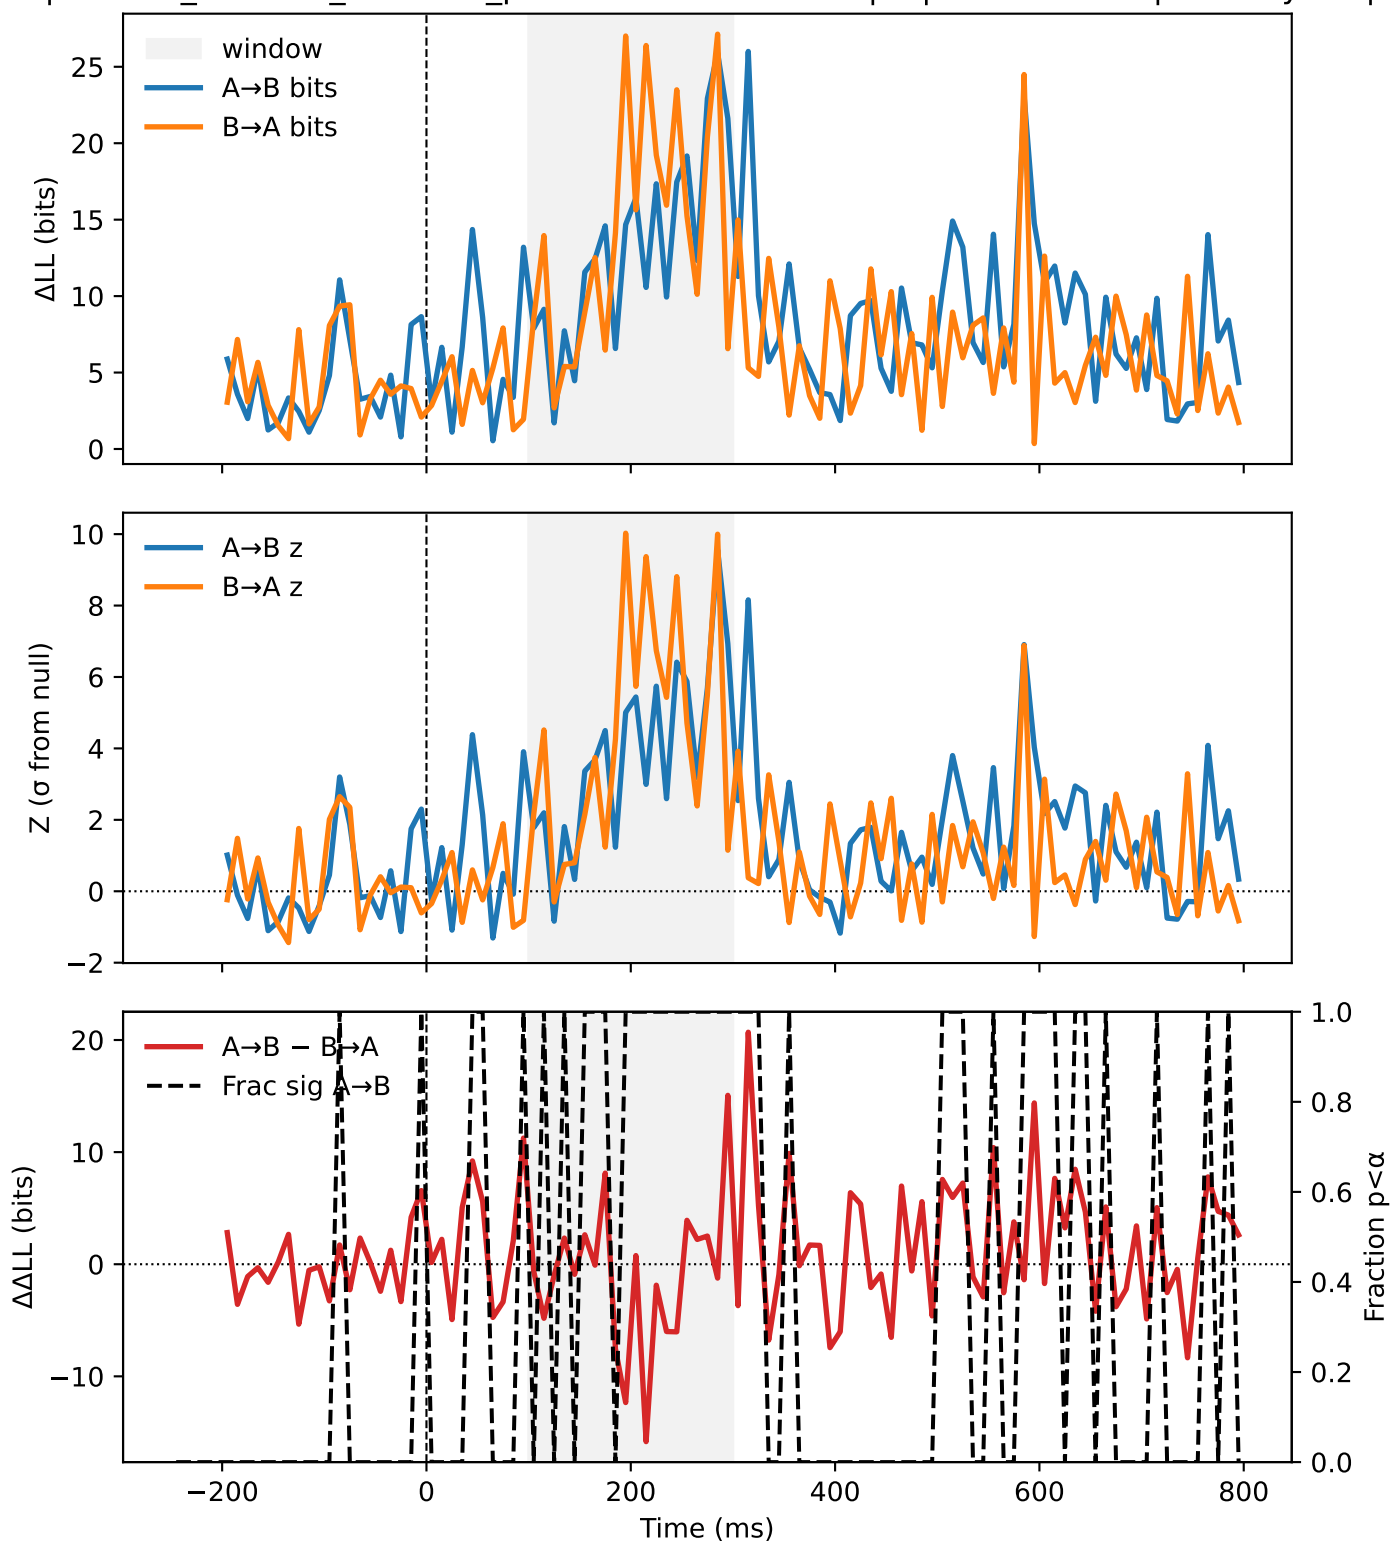 window
A→B bits
B→A bits
ΔLL (bits)
25
20
15
10
5
0
A→B z
B→A z
Z (σ from null)
10
8
6
4
2
0
−2
A→B − B→A
Frac sig A→B
ΔΔLL (bits)
20
10
0
−10
1.0
0.8
0.6
0.4
0.2
0.0
Fraction p<α
−200
0
200
400
600
800
Time (ms)